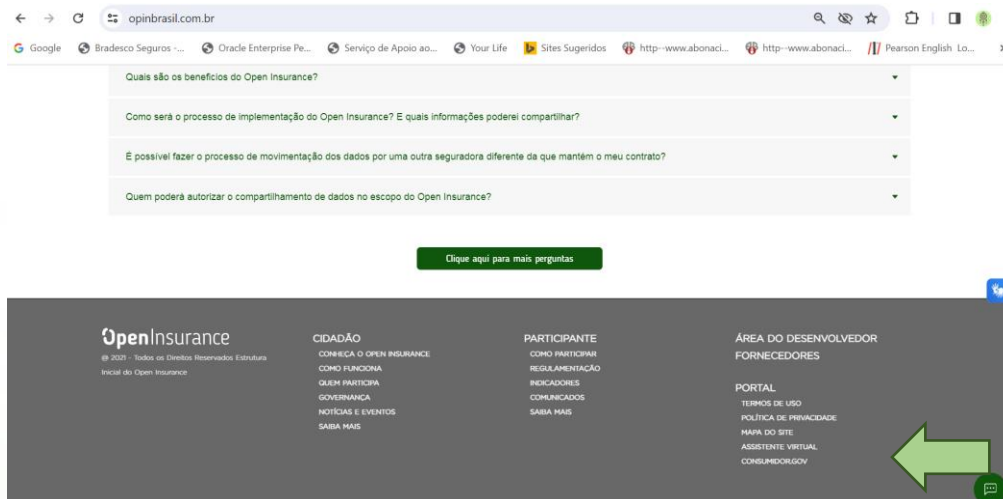 opinbrasil.com.br
Google Bradesco Seguros -... Oracle Enterprise Pe... Serviço de Apoio ao... Your Life Sites Sugeridos http--www.abonaci... http--www.abonaci... Pearson English Lo...
Quais são os benefícios do Open Insurance?
Como será o processo de implementação do Open Insurance? E quais informações poderei compartilhar?
É possível fazer o processo de movimentação dos dados por uma outra seguradora diferente da que mantém o meu contrato?
Quem poderá autorizar o compartilhamento de dados no escopo do Open Insurance?
Clique aqui para mais perguntas
OpenInsurance
@ 2021 - Todos os Direitos Reservados Estrutura
Inicial do Open Insurance
CIDADÃO
CONHEÇA O OPEN INSURANCE
COMO FUNCIONA
QUEM PARTICIPA
GOVERNANÇA
NOTÍCIAS E EVENTOS
SAIBA MAIS
PARTICIPANTE
COMO PARTICIPAR
REGULAMENTAÇÃO
INDICADORES
COMUNICADOS
SAIBA MAIS
ÁREA DO DESENVOLVEDOR
FORNECEDORES
PORTAL
TERMOS DE USO
POLÍTICA DE PRIVACIDADE
MAPA DO SITE
ASSISTENTE VIRTUAL
CONSUMIDOR.GOV